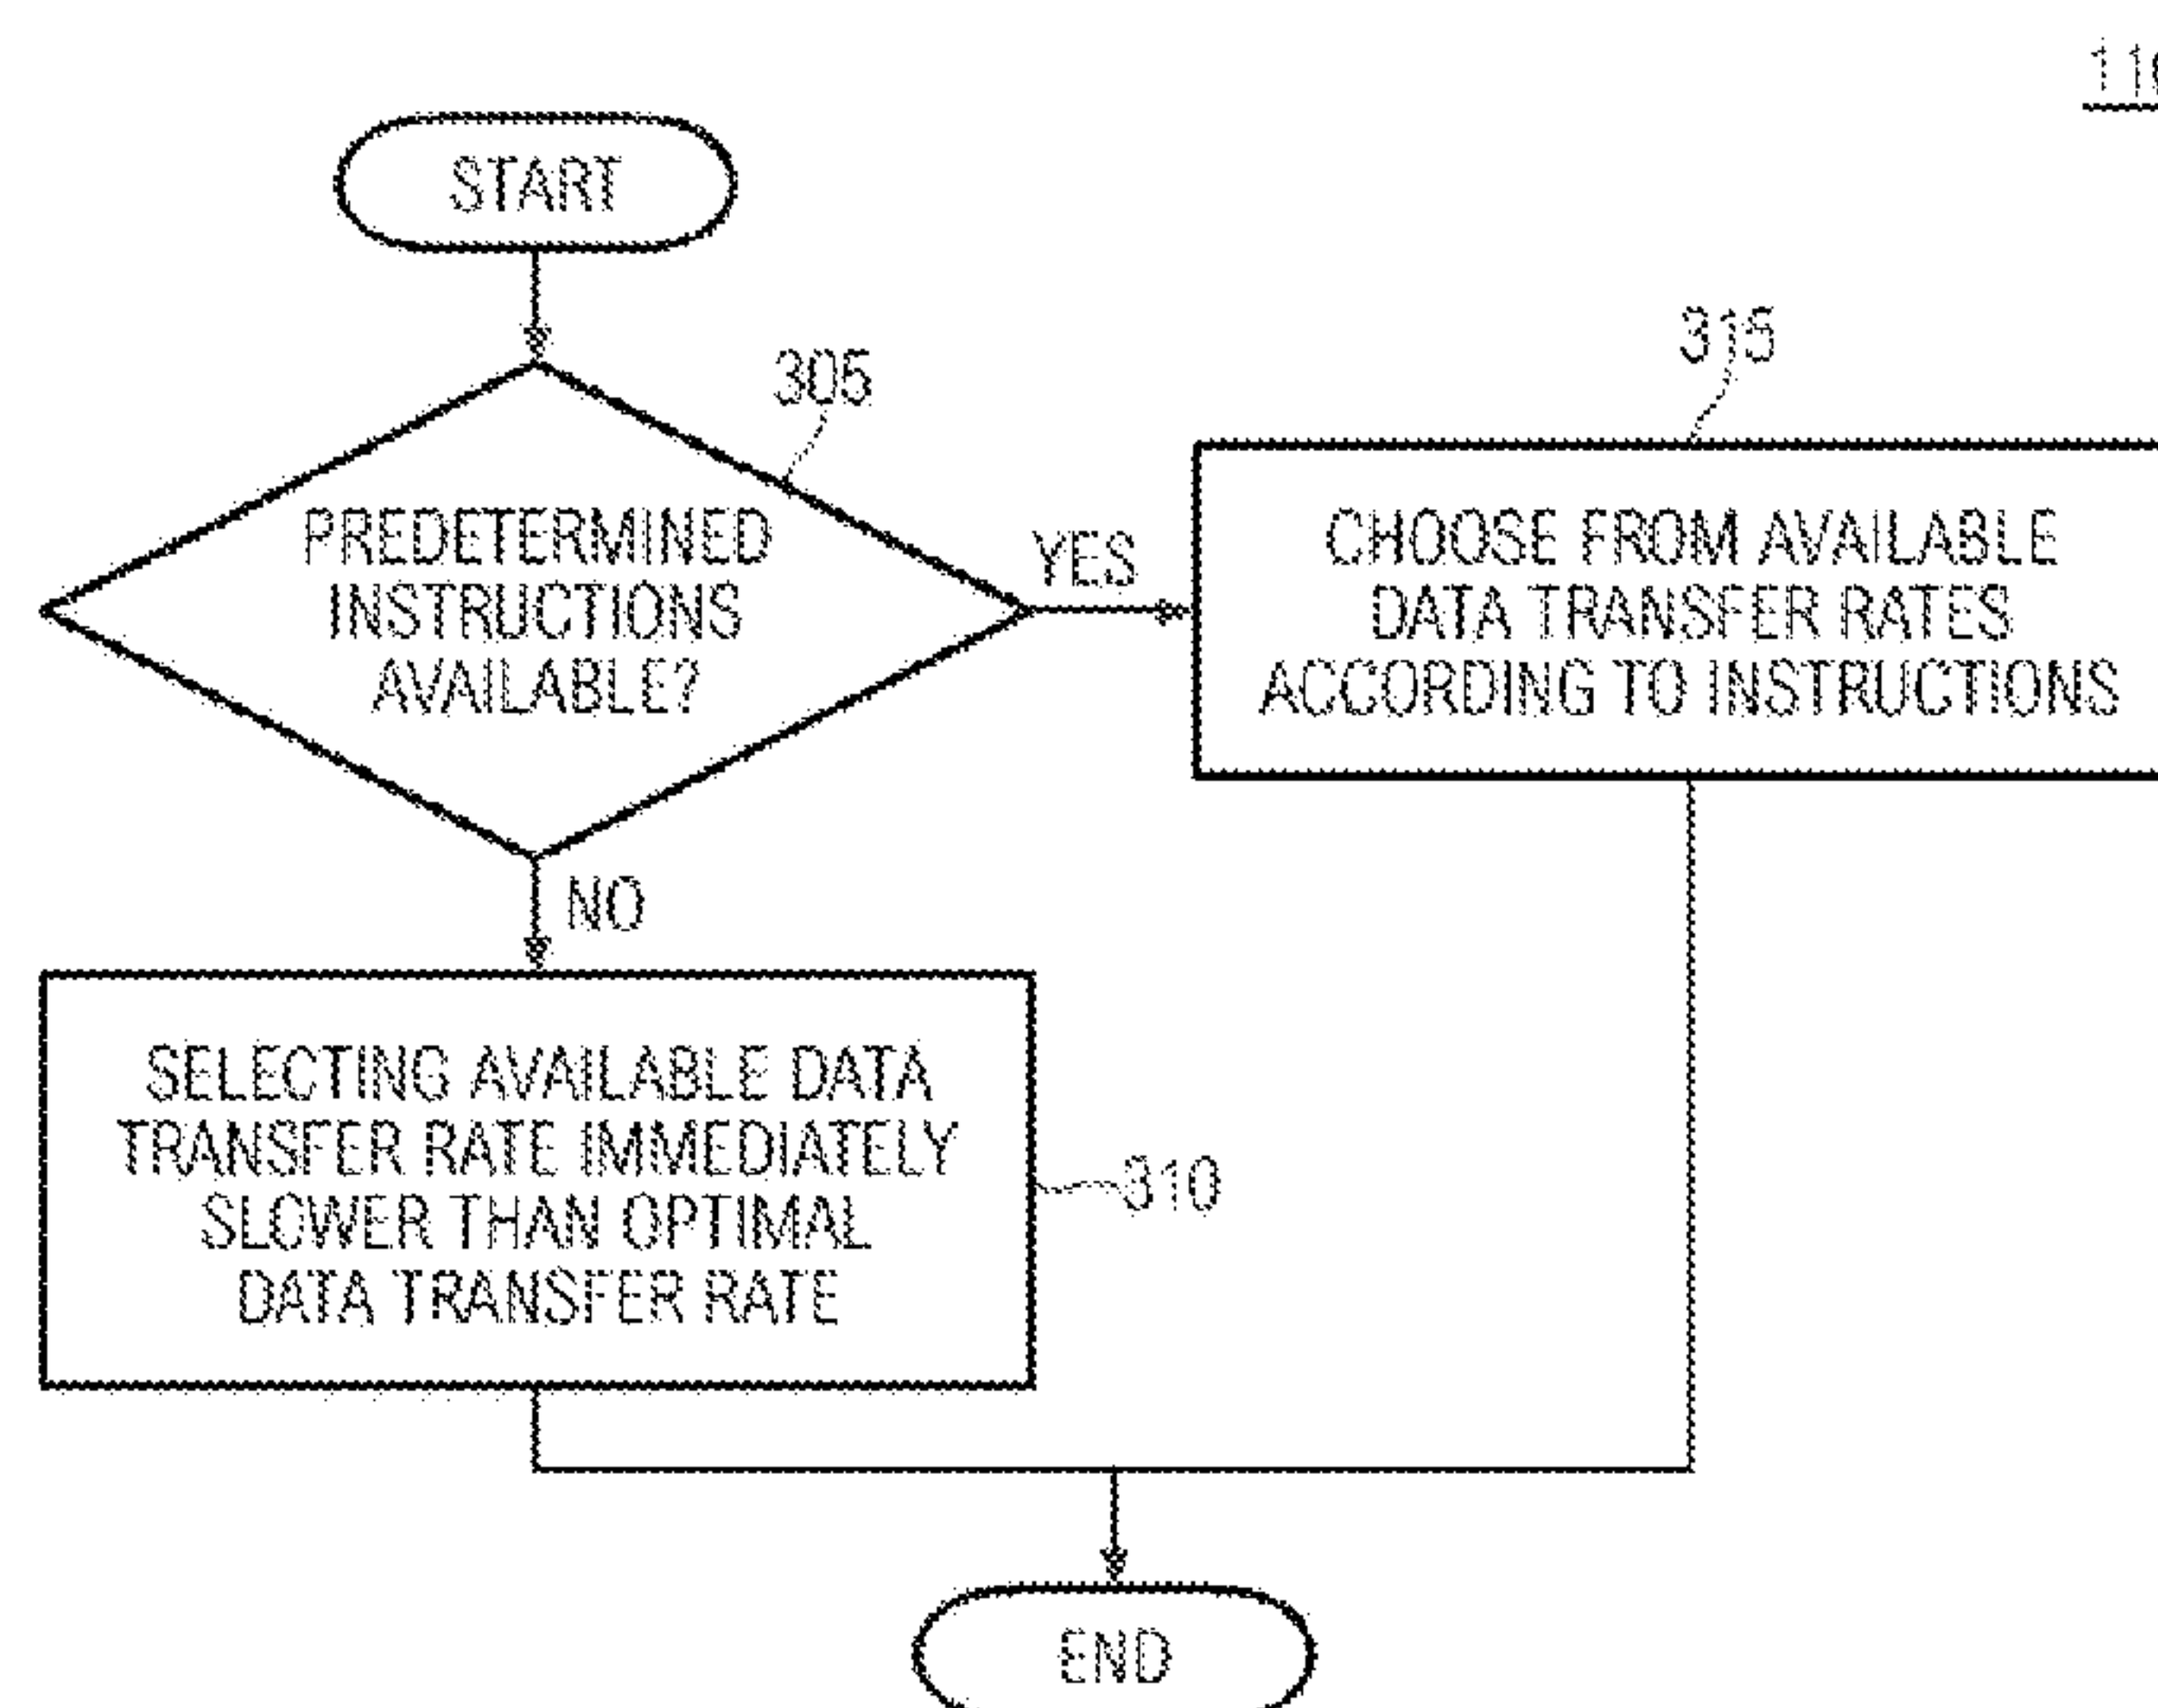 START
305
PREDETERMINED
INSTRUCTIONS
AVAILABLE?
YES
315
CHOOSE FROM AVAILABLE
DATA TRANSFER RATES
ACCORDING TO INSTRUCTIONS
NO
SELECTING AVAILABLE DATA
TRANSFER RATE IMMEDIATELY
SLOWER THAN OPTIMAL
DATA TRANSFER RATE
310
END